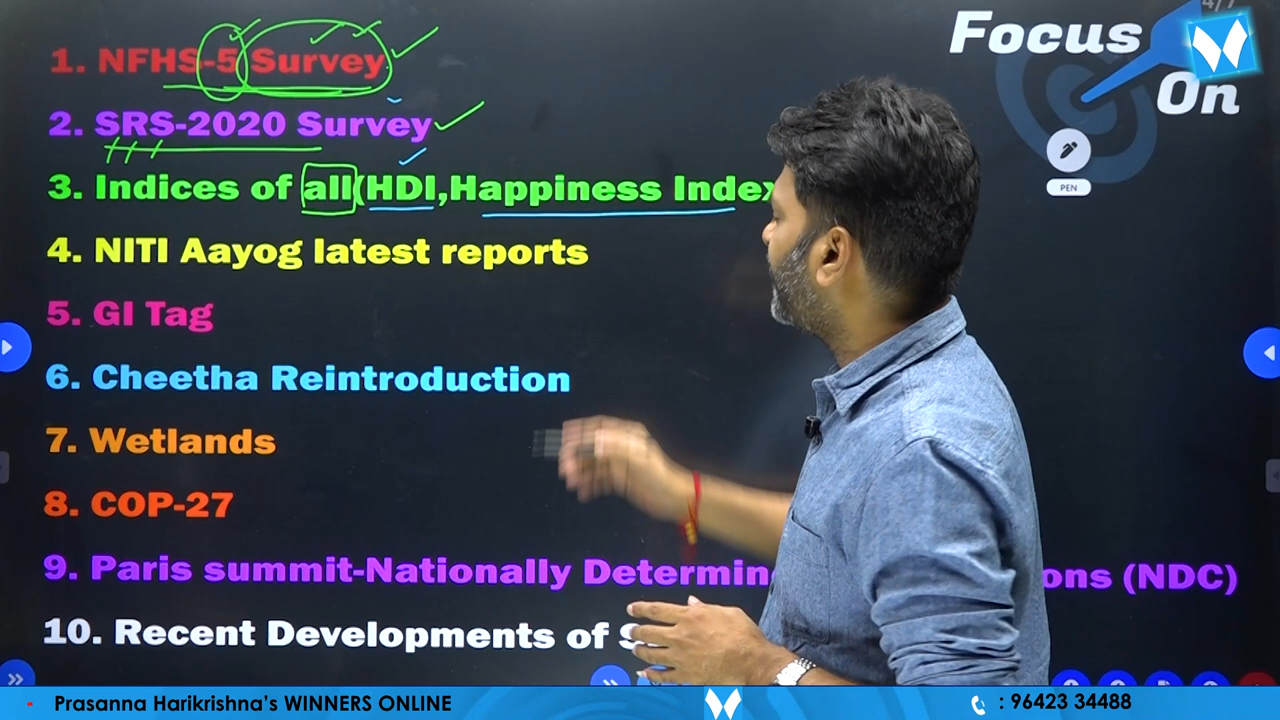 Focus
On
PEN
1. NFHS-5 Survey
2. SRS-2020 Survey
3. Indices of all(HDI,Happiness Index
4. NITI Aayog latest reports
5. GI Tag
6. Cheetha Reintroduction
7. Wetlands
8. COP-27
9. Paris summit-Nationally (NDC)
10. Recent Developments of
- Prasanna Harikrishna's WINNERS ONLINE : 96423 34488